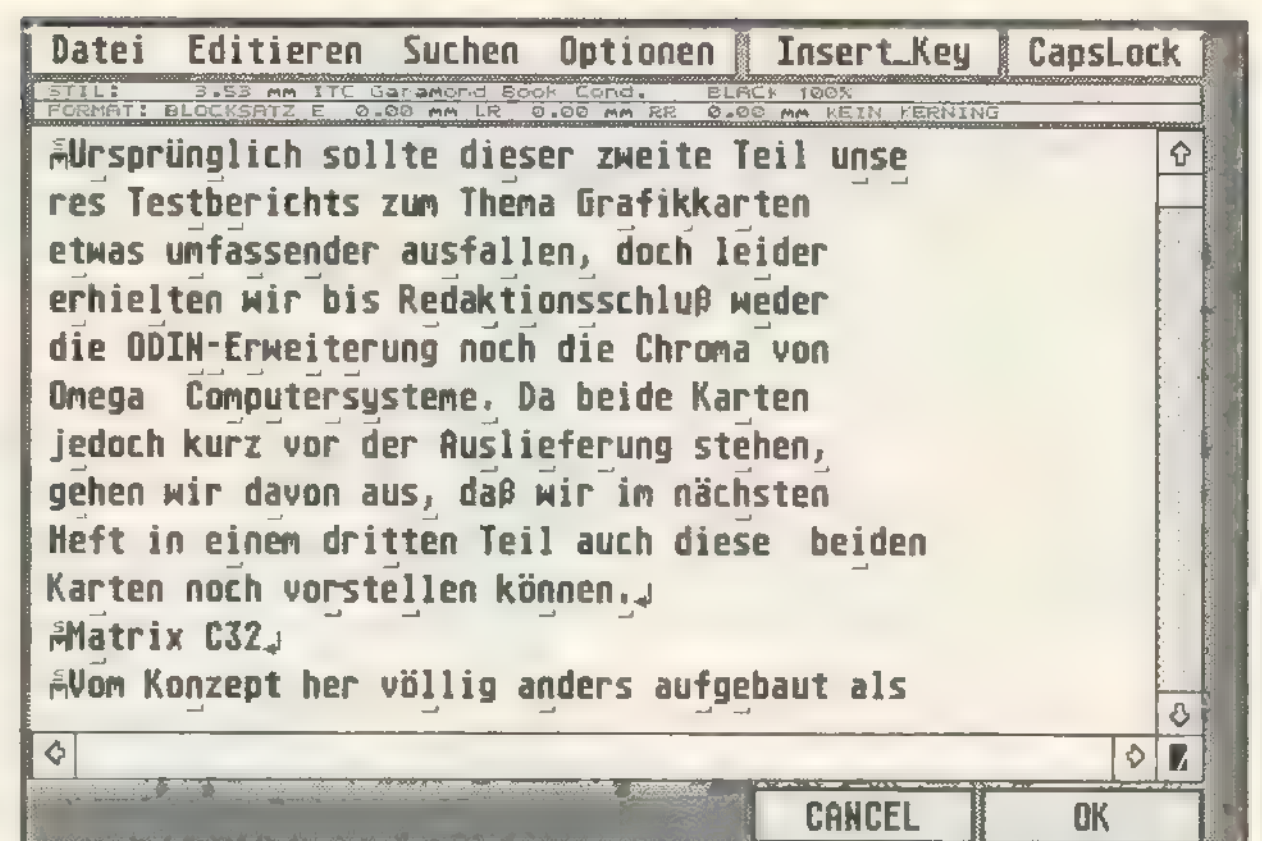 Datei Editieren Suchen Optionen Insert_Key CapsLock
STIL: 3.53 mm ITC Garamond Book Cond. BLACK 100%
FORMAT: BLOCKSATZ E 0.00 mm LR 0.00 mm RR 0.00 mm KEIN KERNING
Ursprünglich sollte dieser zweite Teil unse
res Testberichts zum Thema Grafikkarten
etwas umfassender ausfallen, doch leider
erhielten wir bis Redaktionsschluß weder
die ODIN-Erweiterung noch die Chroma von
Omega Computersysteme. Da beide Karten
jedoch kurz vor der Auslieferung stehen,
gehen wir davon aus, daß wir im nächsten
Heft in einem dritten Teil auch diese beiden
Karten noch vorstellen können.
Matrix C32
Vom Konzept her völlig anders aufgebaut als
CANCEL OK